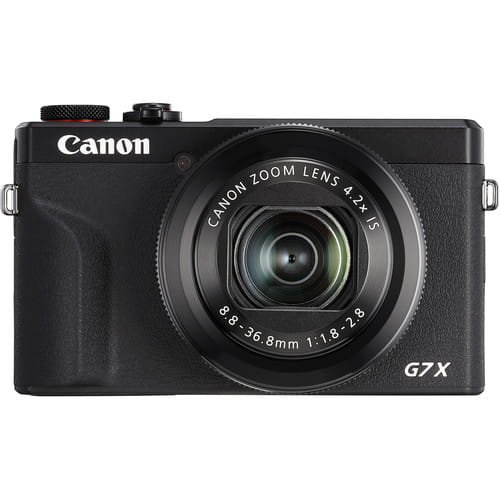 Canon
CANON ZOOM LENS 4.2x IS
8.8-36.8mm 1:1.8-2.8
G7X